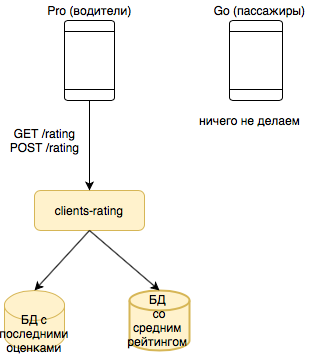 Pro (водители)
Go (пассажиры)
GET /rating
POST /rating
ничего не делаем
clients-rating
БД с
последними
оценками
БД
со
средним
рейтингом